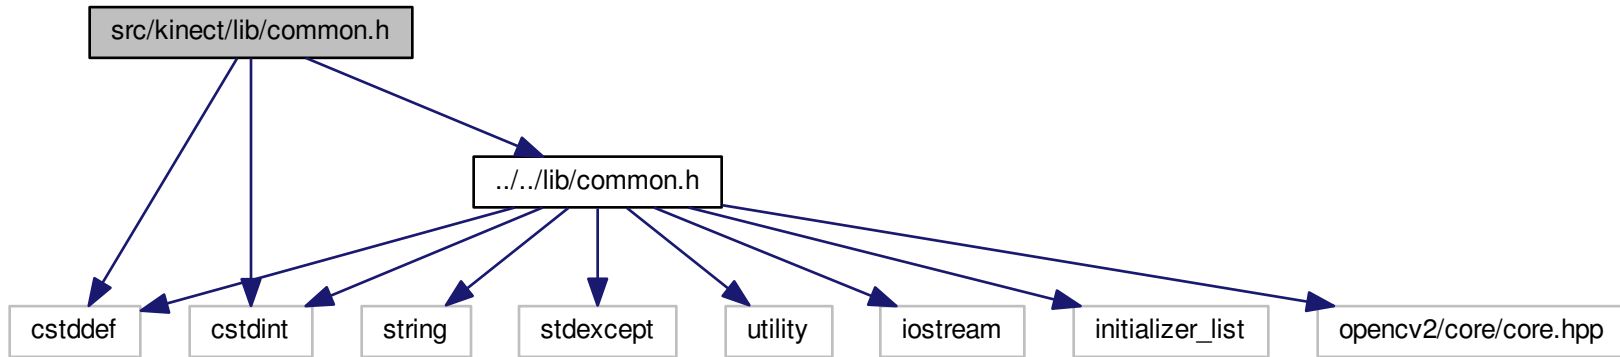 src/kinect/lib/common.h
../../lib/common.h
cstddef
cstdint
string
stdexcept
utility
iostream
initializer_list
opencv2/core/core.hpp